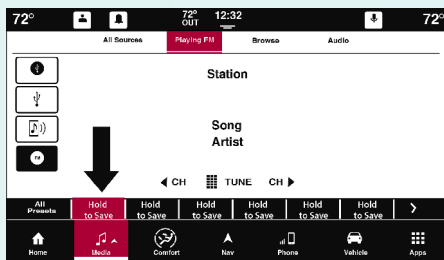 72° 72° OUT 12:32 72°
All Sources Playing FM Browse Audio
Station
Song
Artist
CH TUNE CH
All Presets Hold to Save Hold to Save Hold to Save Hold to Save Hold to Save Hold to Save
Home Media Comfort Nav Phone Vehicle Apps